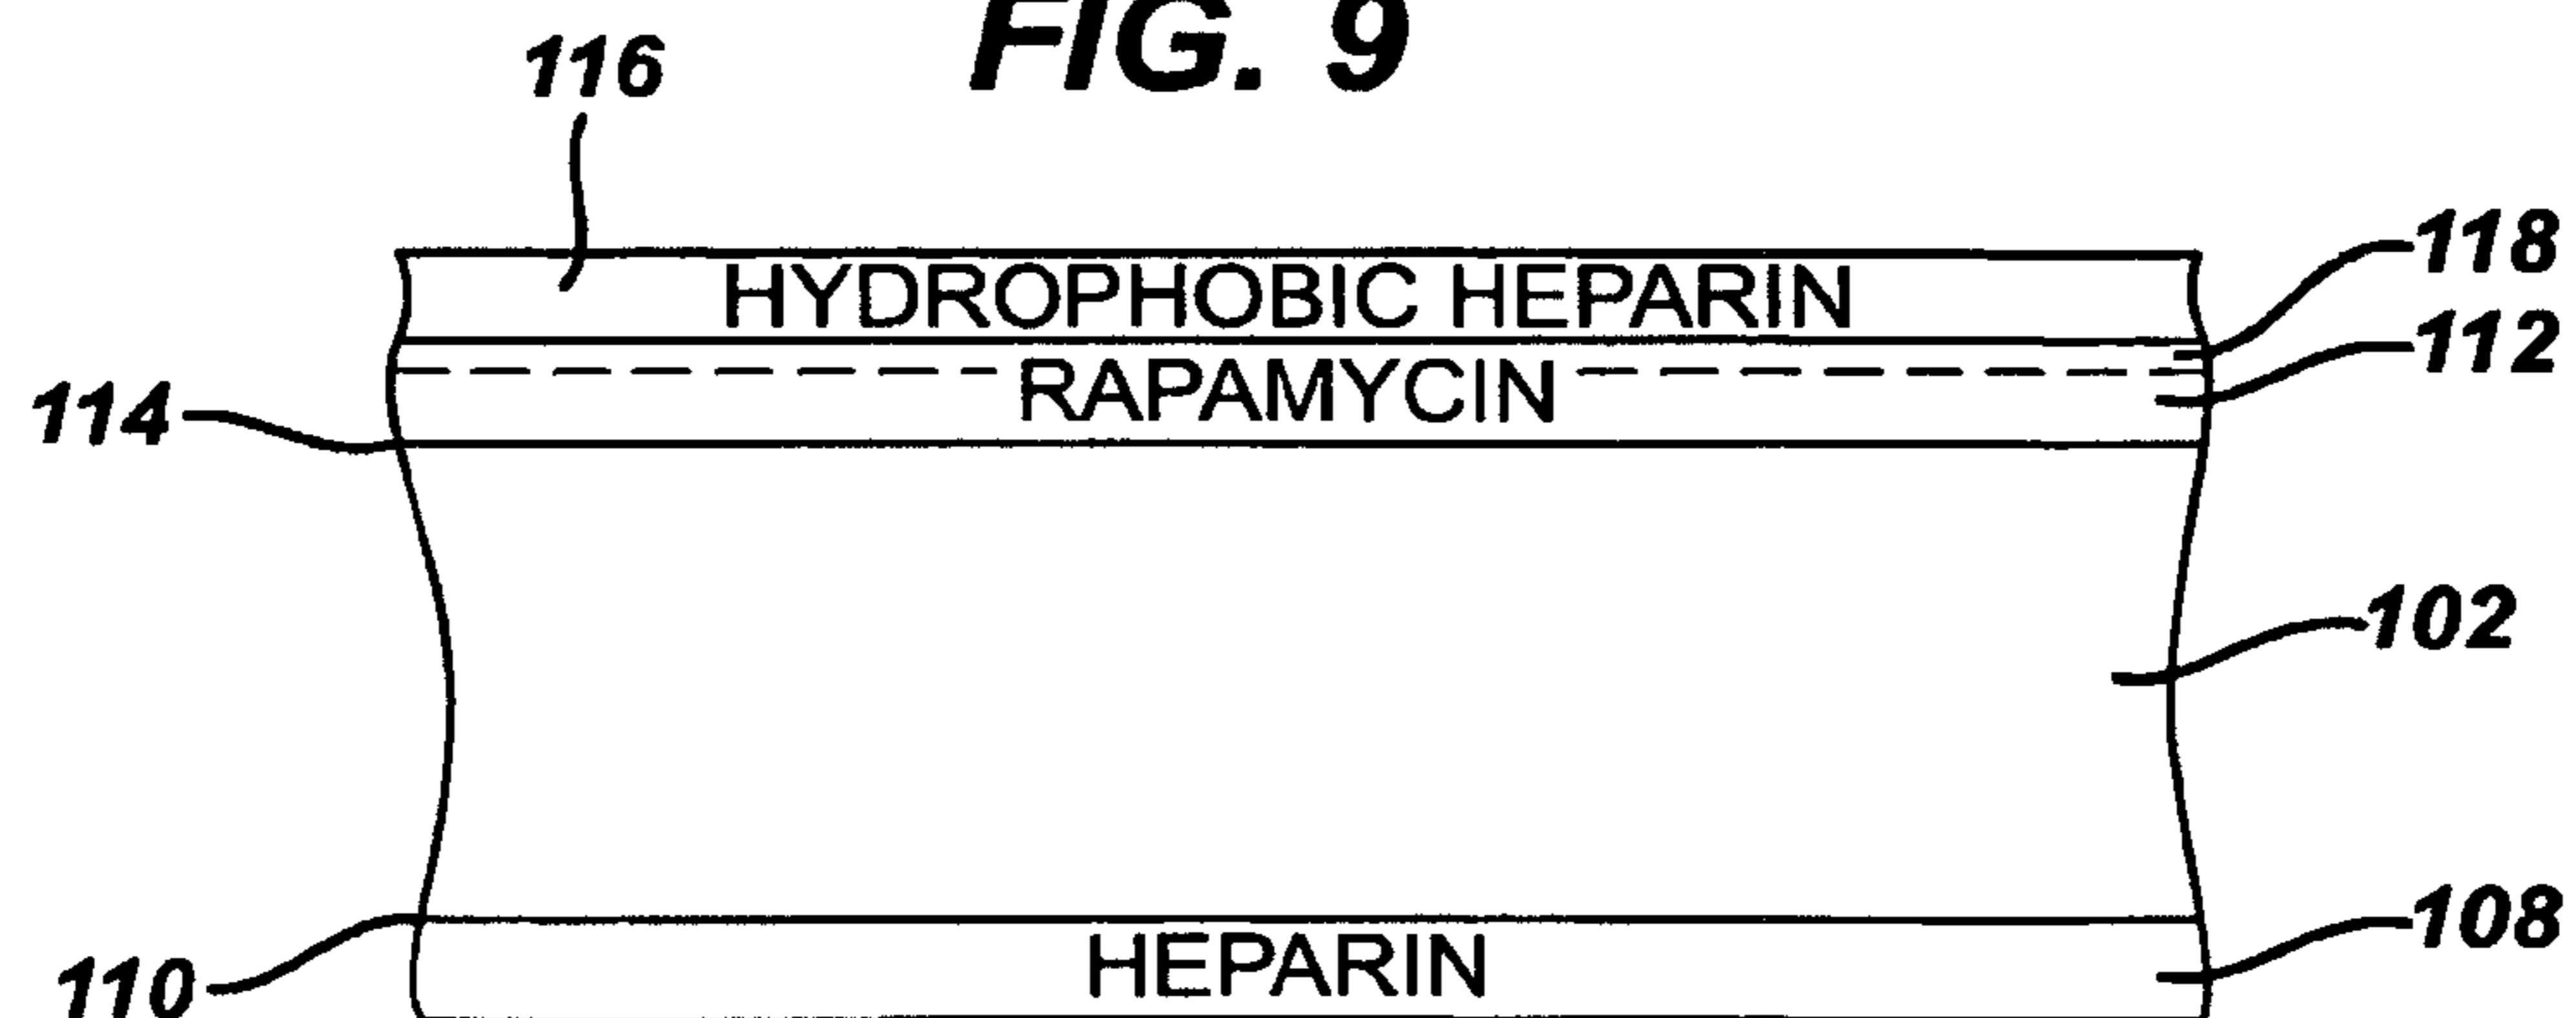 FIG. 9
116
HYDROPHOBIC HEPARIN
118
RAPAMYCIN
112
114
102
HEPARIN
108
110